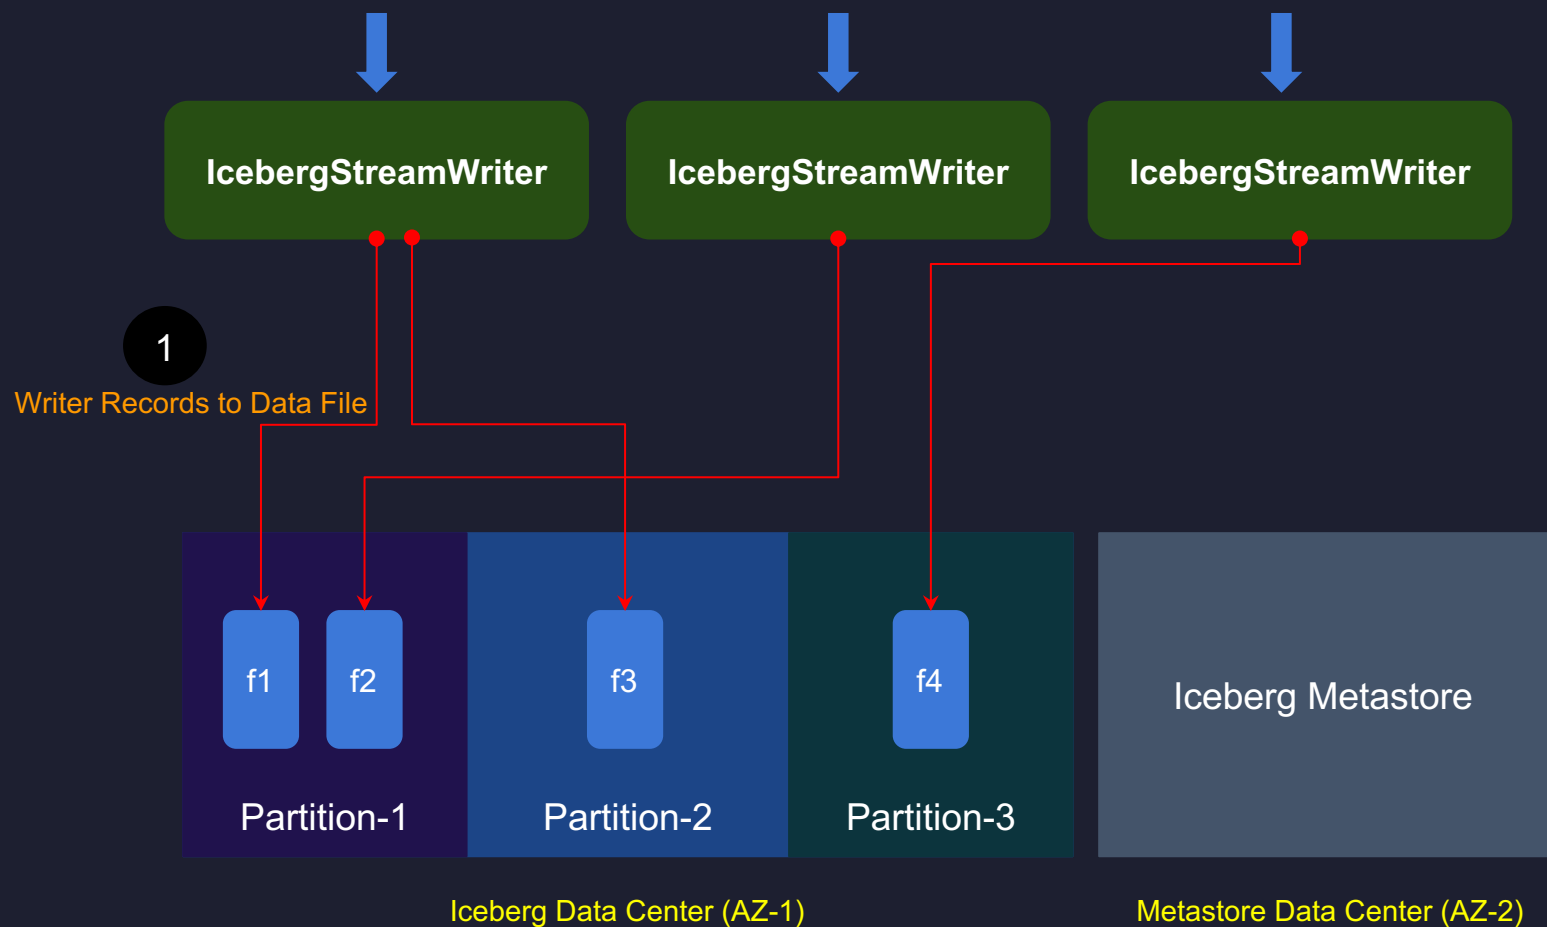 IcebergStreamWriter
IcebergStreamWriter
IcebergStreamWriter
1
Writer Records to Data File
f1
f2
f3
f4
Iceberg Metastore
Partition-1
Partition-2
Partition-3
Iceberg Data Center (AZ-1)
Metastore Data Center (AZ-2)